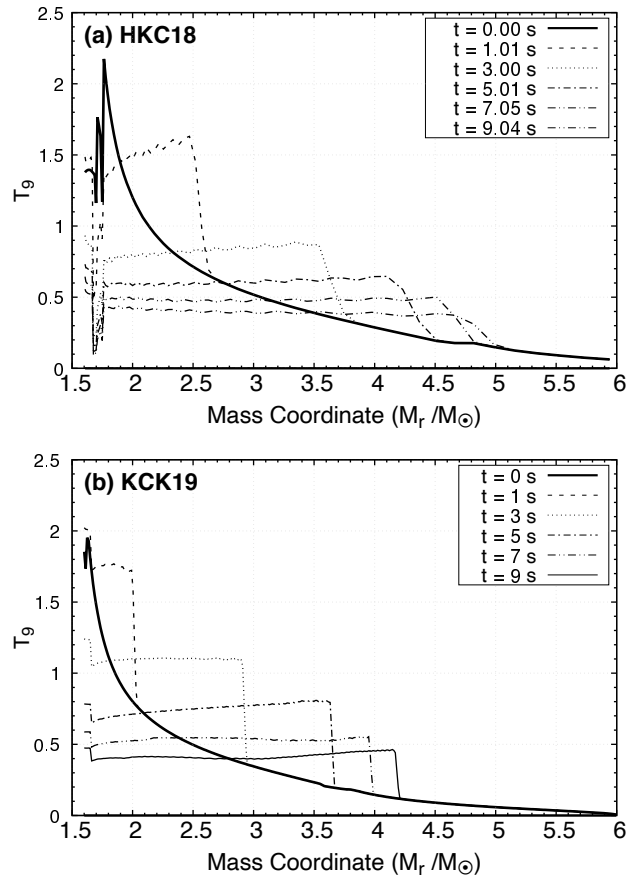 (a) HKC18
t = 0.00 s
t = 1.01 s
t = 3.00 s
t = 5.01 s
t = 7.05 s
t = 9.04 s
2.5
2
1.5
1
0.5
0
T9
1.5 2 2.5 3 3.5 4 4.5 5 5.5 6
Mass Coordinate (Mr /M⊙)
(b) KCK19
t = 0 s
t = 1 s
t = 3 s
t = 5 s
t = 7 s
t = 9 s
2.5
2
1.5
1
0.5
0
T9
1.5 2 2.5 3 3.5 4 4.5 5 5.5 6
Mass Coordinate (Mr /M⊙)